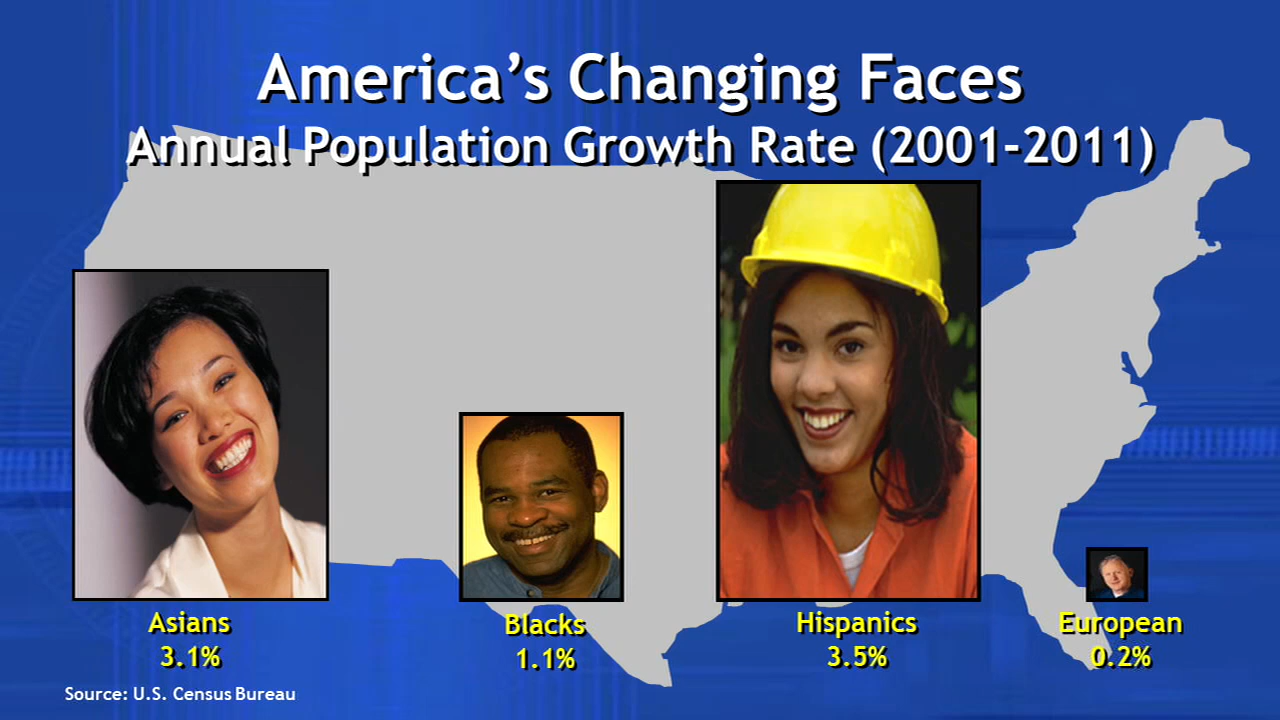 America's Changing Faces
Annual Population Growth Rate (2001-2011)
Asians
3.1%
Blacks
1.1%
Hispanics
3.5%
European
0.2%
Source: U.S. Census Bureau